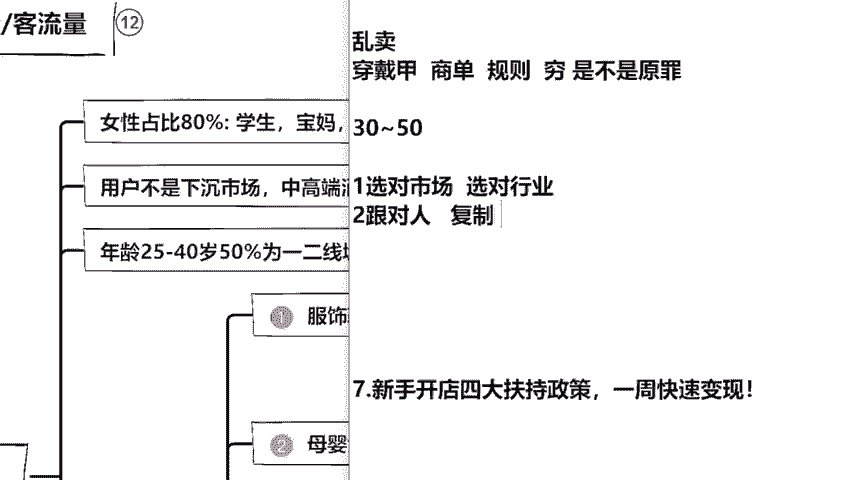 /客流量 12
女性占比80%: 学生，宝妈，
用户不是下沉市场，中高端
年龄25-40岁50%为一二线
1 服饰
2 母婴
乱卖
穿戴甲 商单 规则 穷 是不是原罪
30~50
1选对市场 选对行业
2跟对人 复制
7.新手开店四大扶持政策，一周快速变现！